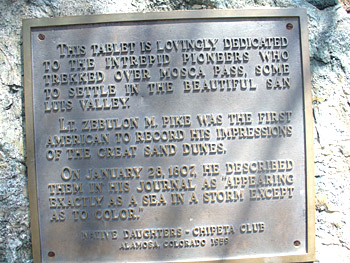 THIS TABLET IS LOVINGLY DEDICATED
TO THE INTREPID PIONEERS WHO
TREKKED OVER MOSCA PASS, SOME
TO SETTLE IN THE BEAUTIFUL SAN
LUIS VALLEY.
LT. ZEBULON M. PIKE WAS THE FIRST
AMERICAN TO RECORD HIS IMPRESSIONS
OF THE GREAT SAND DUNES.
ON JANUARY 28, 1807, HE DESCRIBED
THEM IN HIS JOURNAL AS "APPEARING
EXACTLY AS A SEA IN A STORM EXCEPT
AS TO COLOR."
NATIVE DAUGHTERS - CHIPETA CLUB
ALAMOSA, COLORADO 1989